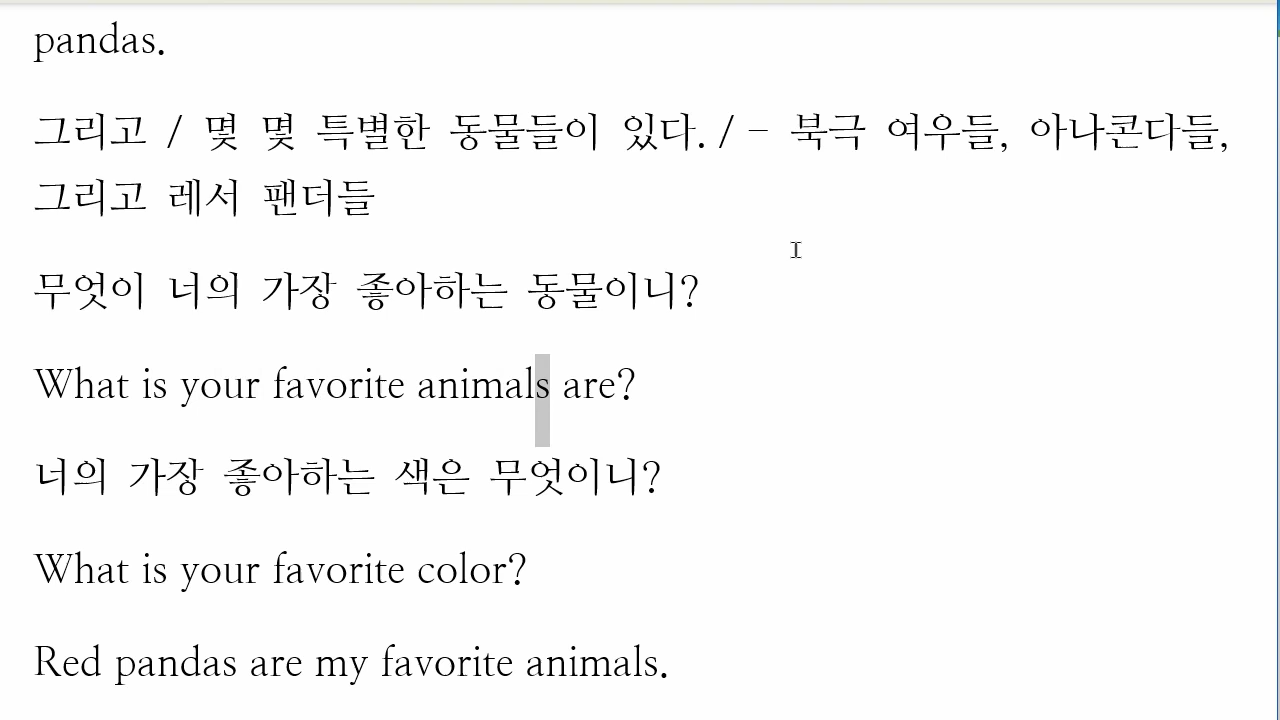 pandas.
그리고 / 몇 몇 특별한 동물들이 있다. / - 북극 여우들, 아나콘다들,
그리고 레서 팬더들
무엇이 너의 가장 좋아하는 동물이니?
What is your favorite animals are?
너의 가장 좋아하는 색은 무엇이니?
What is your favorite color?
Red pandas are my favorite animals.